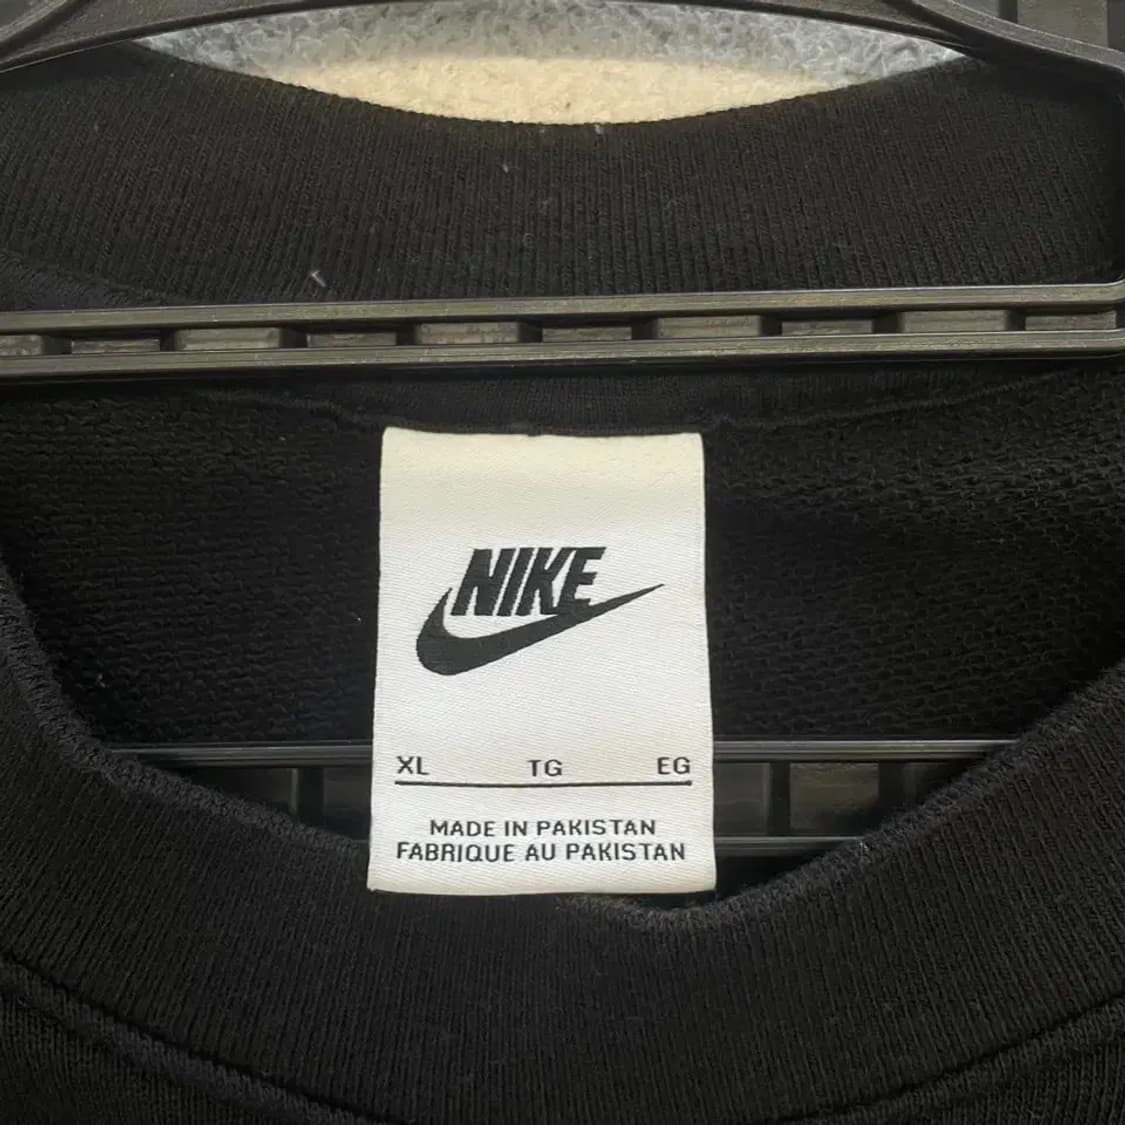 NIKE
XL TG EG
MADE IN PAKISTAN
FABRIQUE AU PAKISTAN